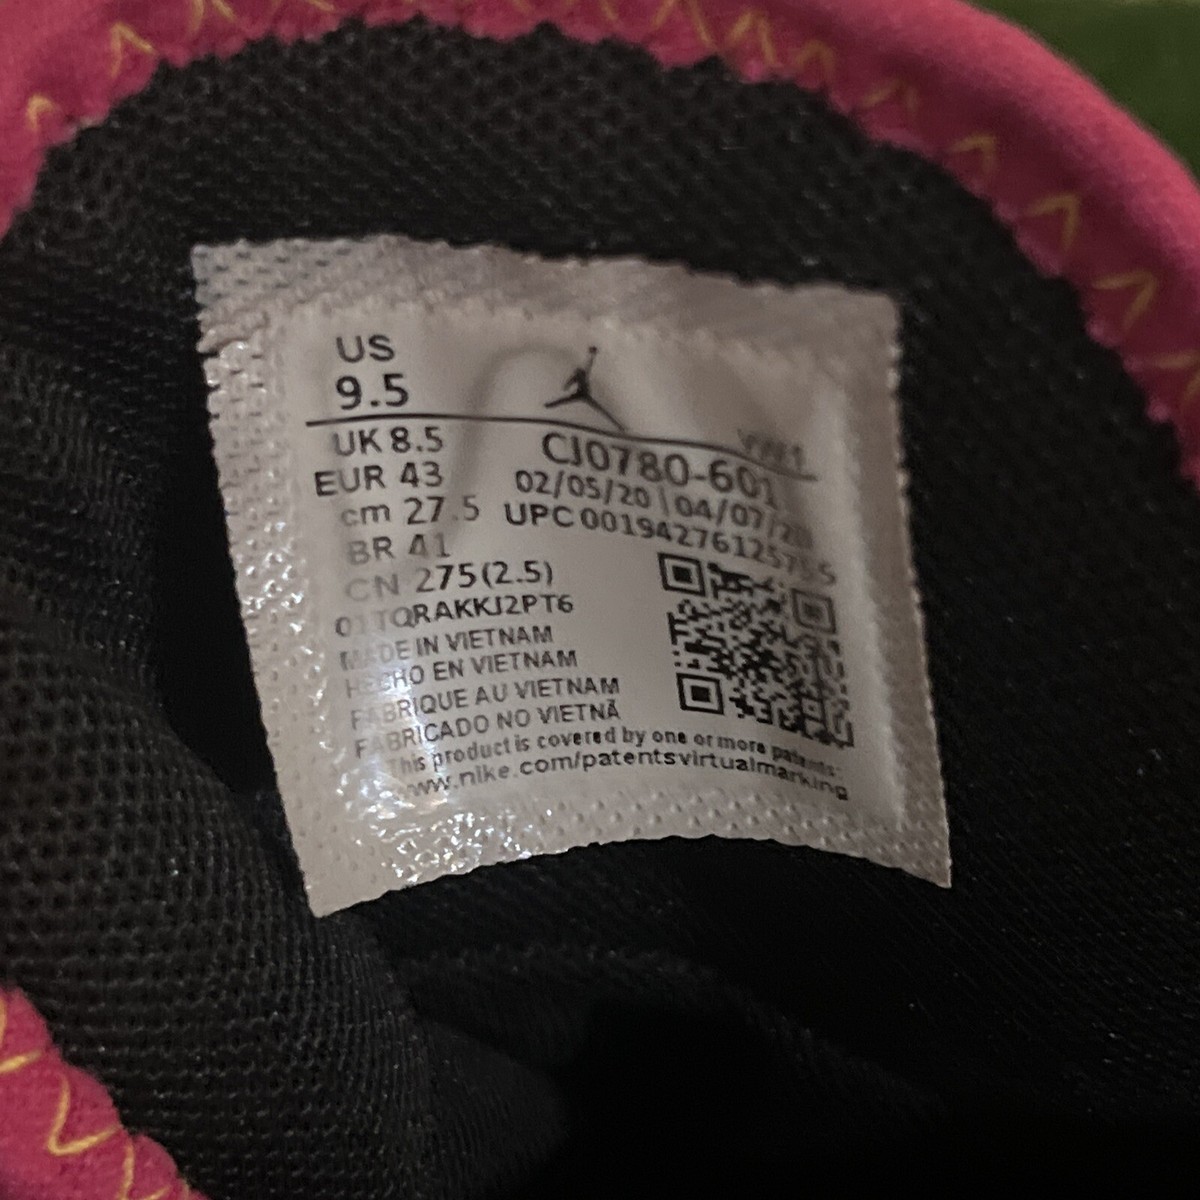 US
9.5
UK 8.5
EUR 43
cm 27.5
BR 41
CN 275(2.5)
CJ0780-601
02/05/20 04/07/20
UPC 00194276125755
01TQRAKKJ2PT6
MADE IN VIETNAM
HECHO EN VIETNAM
FABRIQUE AU VIETNAM
FABRICADO NO VIETNÃ
This product is covered by one or more patents:
www.nike.com/patentsvirtualmarking